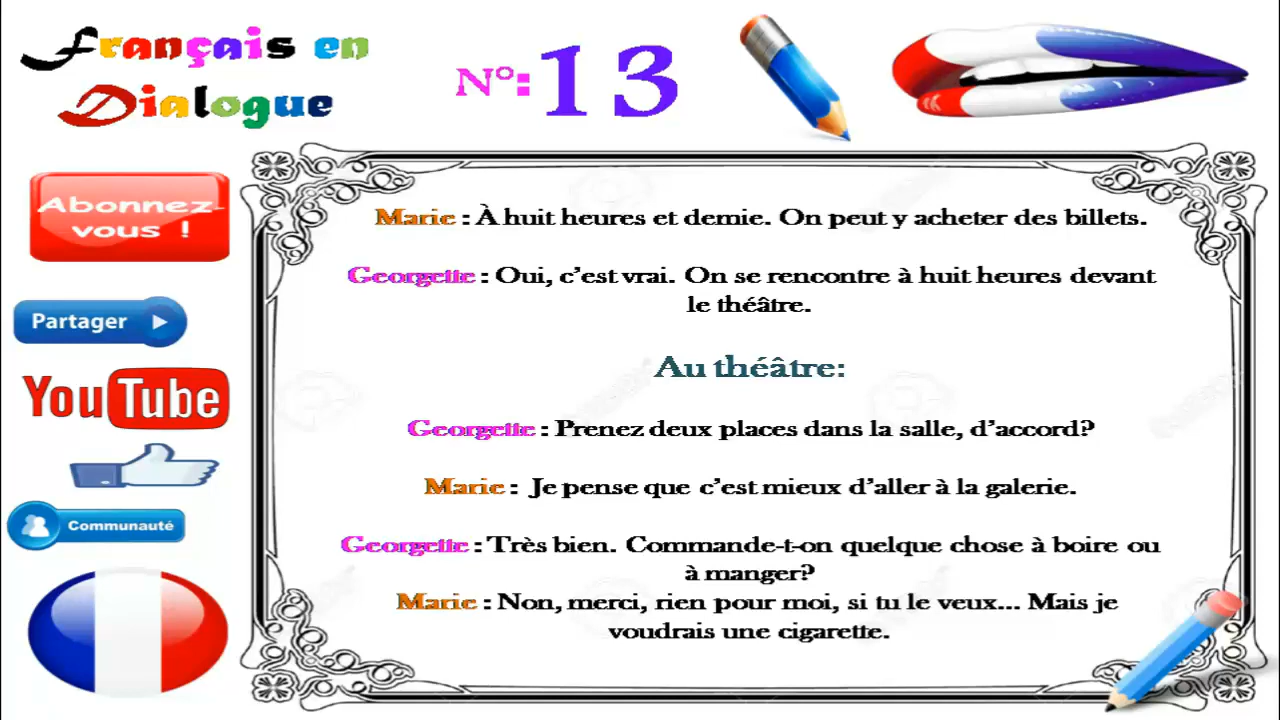 Français en
Dialogue
N°:13
Abonnez-
vous !
Partager
YouTube
Communauté
Marie : À huit heures et demie. On peut y acheter des billets.
Georgette : Oui, c’est vrai. On se rencontre à huit heures devant
le théâtre.
Au théâtre:
Georgette : Prenez deux places dans la salle, d’accord?
Marie : Je pense que c’est mieux d’aller à la galerie.
Georgette : Très bien. Commande-t-on quelque chose à boire ou
à manger?
Marie : Non, merci, rien pour moi, si tu le veux... Mais je
voudrais une cigarette.